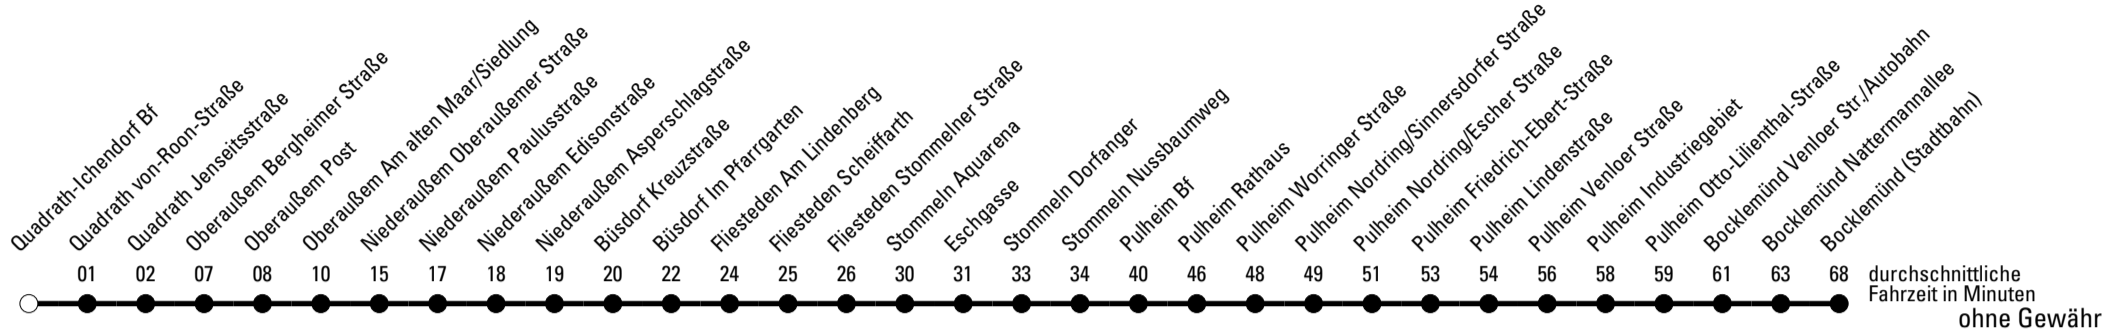 Quadrath-Ichendorf Bf
Quadrath von-Roon-Straße
Quadrath Jenseitsstraße
Oberaußem Bergheimer Straße
Oberaußem Post
Oberaußem Am alten Maar/Siedlung
Niederaußem Oberaußemer Straße
Niederaußem Paulusstraße
Niederaußem Edisonstraße
Niederaußem Asperschlagstraße
Büsdorf Kreuzstraße
Büsdorf Im Pfarrgarten
Fliesteden Am Lindenberg
Fliesteden Scheiffarth
Fliesteden Stommelner Straße
Stommeln Aquarena
Eschgasse
Stommeln Dorfanger
Stommeln Nussbaumweg
Pulheim Bf
Pulheim Rathaus
Pulheim Worringer Straße
Pulheim Nordring/Sinnersdorfer Straße
Pulheim Nordring/Escher Straße
Pulheim Friedrich-Ebert-Straße
Pulheim Lindenstraße
Pulheim Venloer Straße
Pulheim Industriegebiet
Pulheim Otto-Lilienthal-Straße
Bocklemünd Venloer Str./Autobahn
Bocklemünd Nattermannallee
Bocklemünd (Stadtbahn)
01 02 07 08 10 15 17 18 19 20 22 24 25 26 30 31 33 34 40 46 48 49 51 53 54 56 58 59 61 63 68
durchschnittliche
Fahrzeit in Minuten
ohne Gewähr